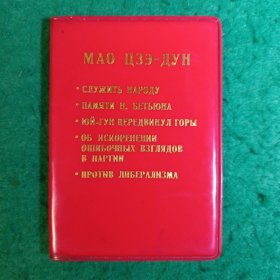 МАО ЦЗЭ-ДУН
• СЛУЖИТЬ НАРОДУ
• ПАМЯТИ Н. БЕТЬЮНА
• ЮЙ-ГУН ПЕРЕДВИНУЛ ГОРЫ
• ОБ ИСКОРЕНЕНИИ
ОШИБОЧНЫХ ВЗГЛЯДОВ
В ПАРТИИ
• ПРОТИВ ЛИБЕРАЛИЗМА